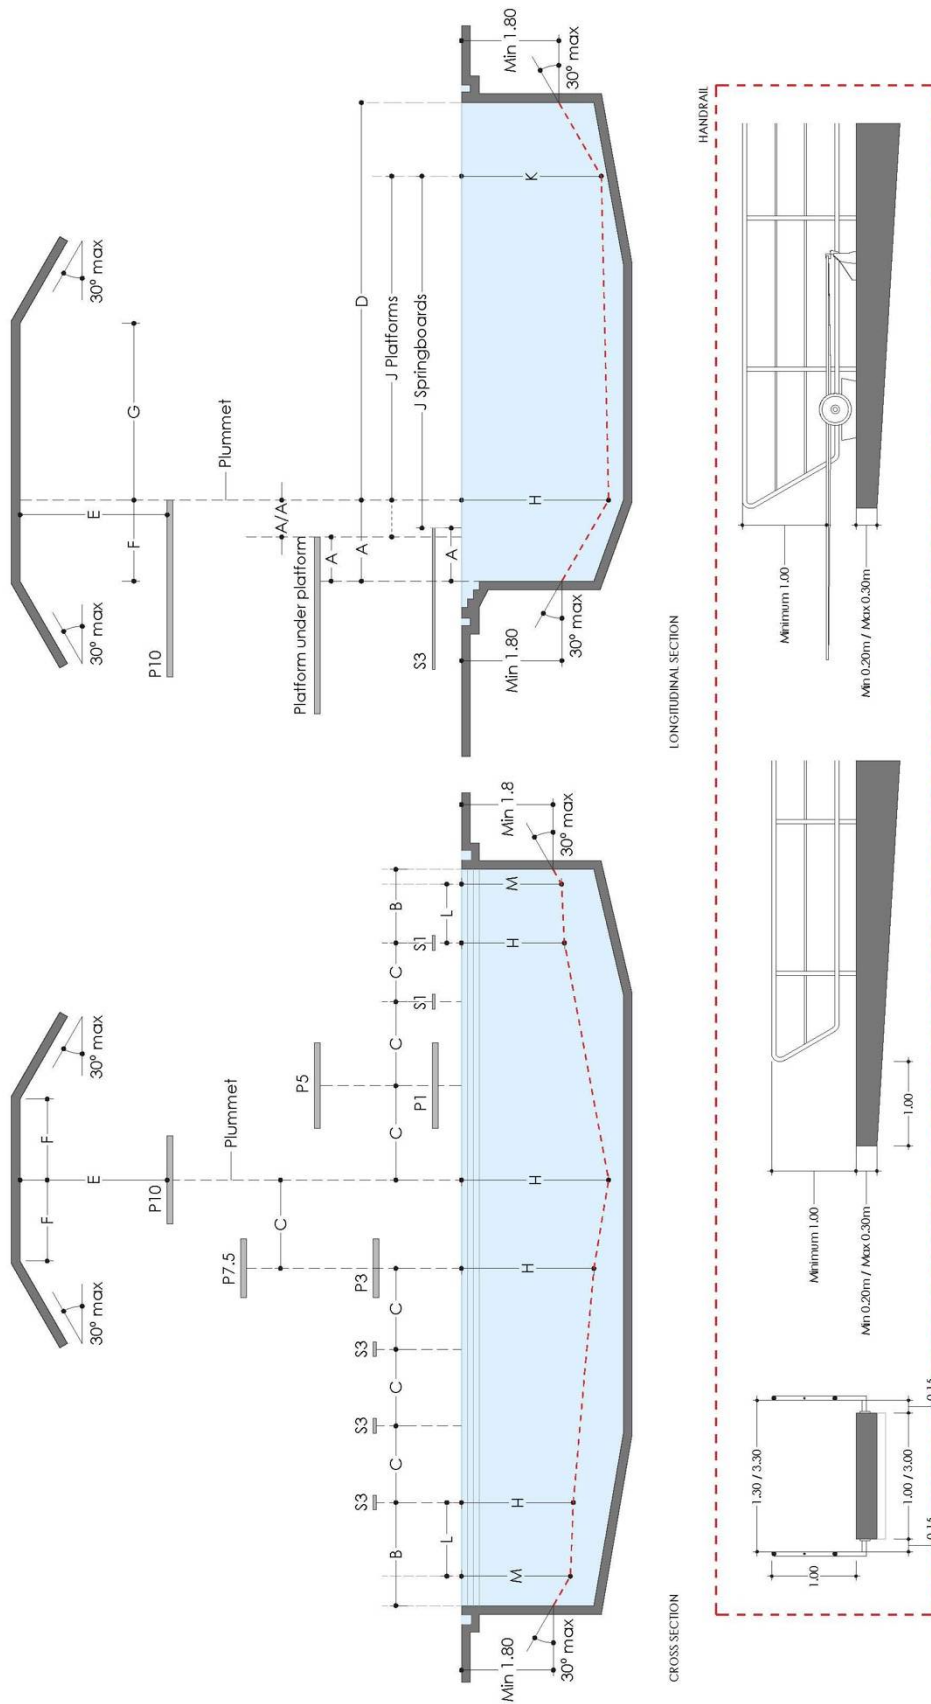 30° max
30° max
F
F
E
P10
Plummet
P7.5
C
P5
P3
P1
S3
S3
S3
S1
S1
B
C
C
C
C
C
C
B
L
L
Min 1.80
30° max
M
H
H
H
H
M
Min 1.8
30° max
CROSS SECTION
30° max
30° max
F
G
E
P10
Plummet
A/A
Platform under platform
A
A
A
D
J Platforms
J Springboards
S3
Min 1.80
30° max
H
K
Min 1.80
30° max
LONGITUDINAL SECTION
HANDRAIL
1.30 / 3.30
1.00
1.00 / 3.00
0.15
0.15
Minimum 1.00
Min 0.20m / Max 0.30m
1.00
Minimum 1.00
Min 0.20m / Max 0.30m